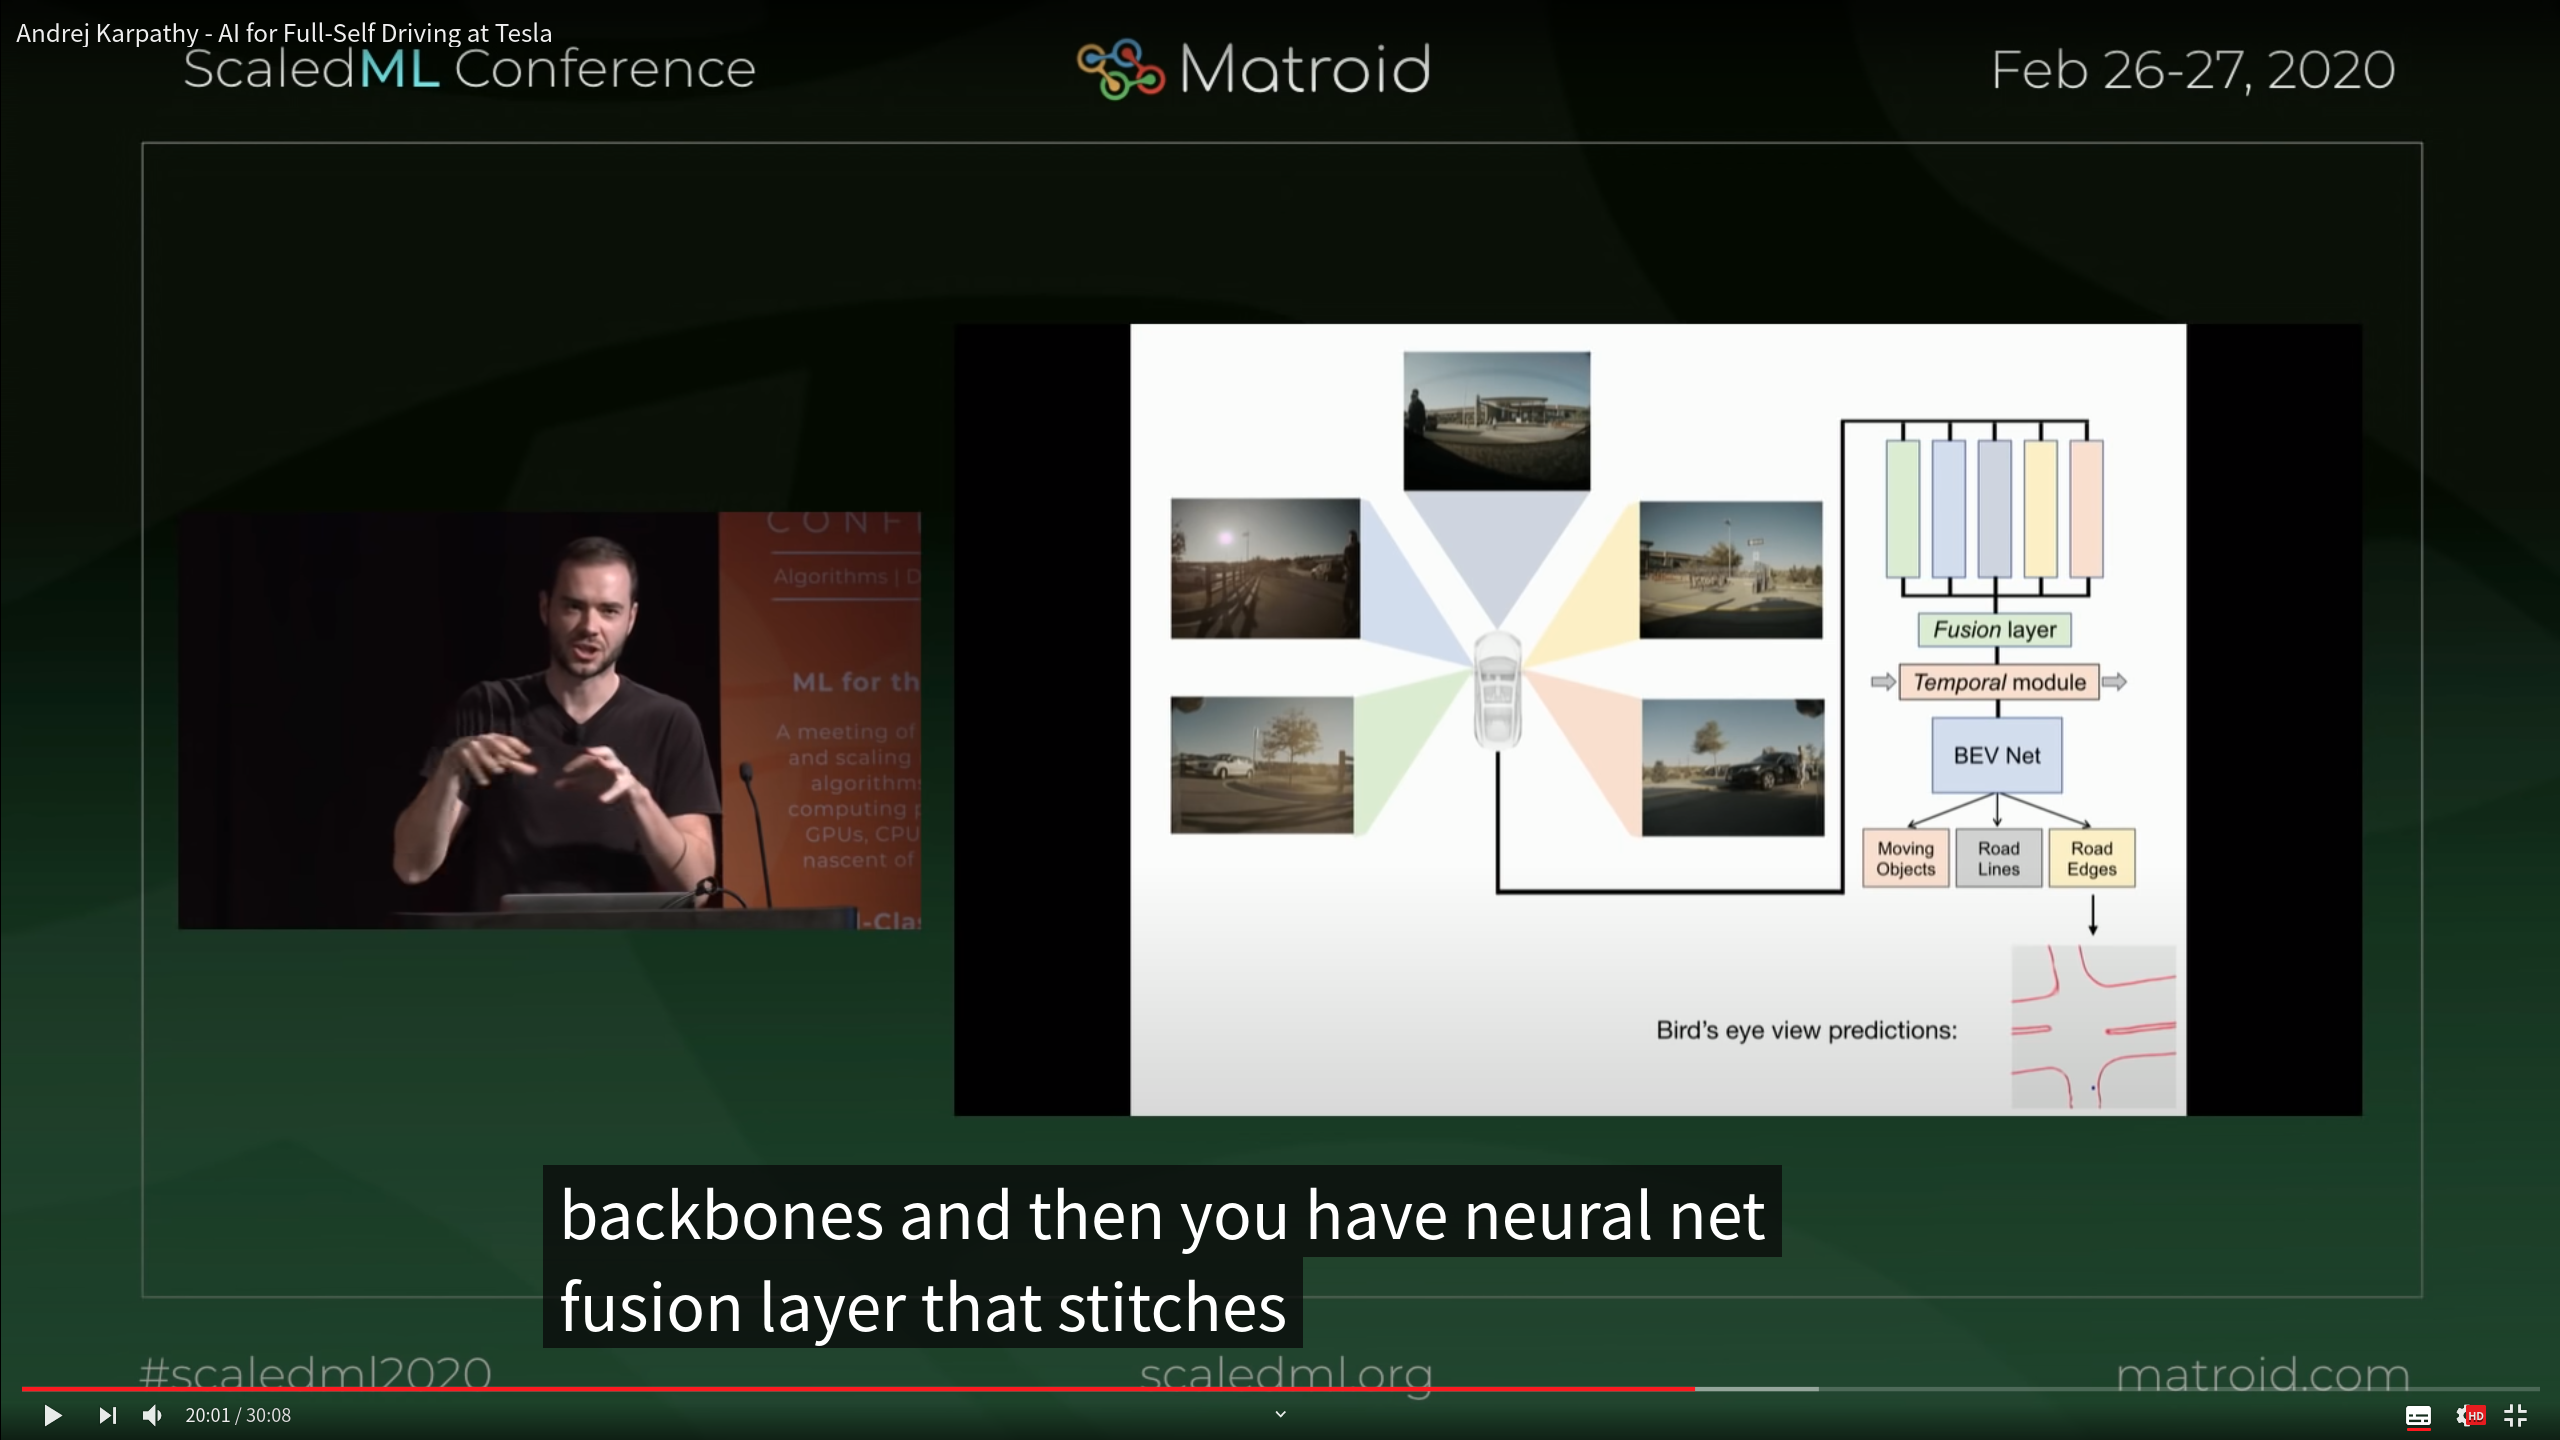 Andrej Karpathy - AI for Full-Self Driving at Tesla
ScaledML Conference
Matroid
Feb 26-27, 2020
CONF
Algorithms | D
ML for th
A meeting of
and scaling
algorithms
computing p
GPUs, CPU
nascent of
l-Clas
Fusion layer
Temporal module
BEV Net
Moving
Objects
Road
Lines
Road
Edges
Bird's eye view predictions:
backbones and then you have neural net
fusion layer that stitches
#scaledml2020
scaledml.org
matroid.com
20:01 / 30:08
HD